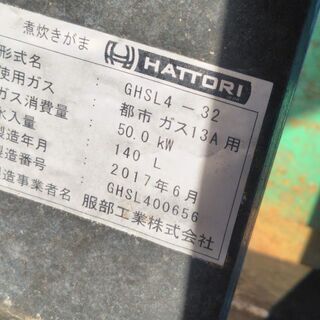 煮炊きがま HATTORI
形式名 : GHSL4-32
使用ガス : 都市 ガス13A 用
ガス消費量 : 50.0 kW
水入量 : 140 L
製造年月 : 2017年6月
製造番号 : GHSL400656
製造事業者名 服部工業株式会社